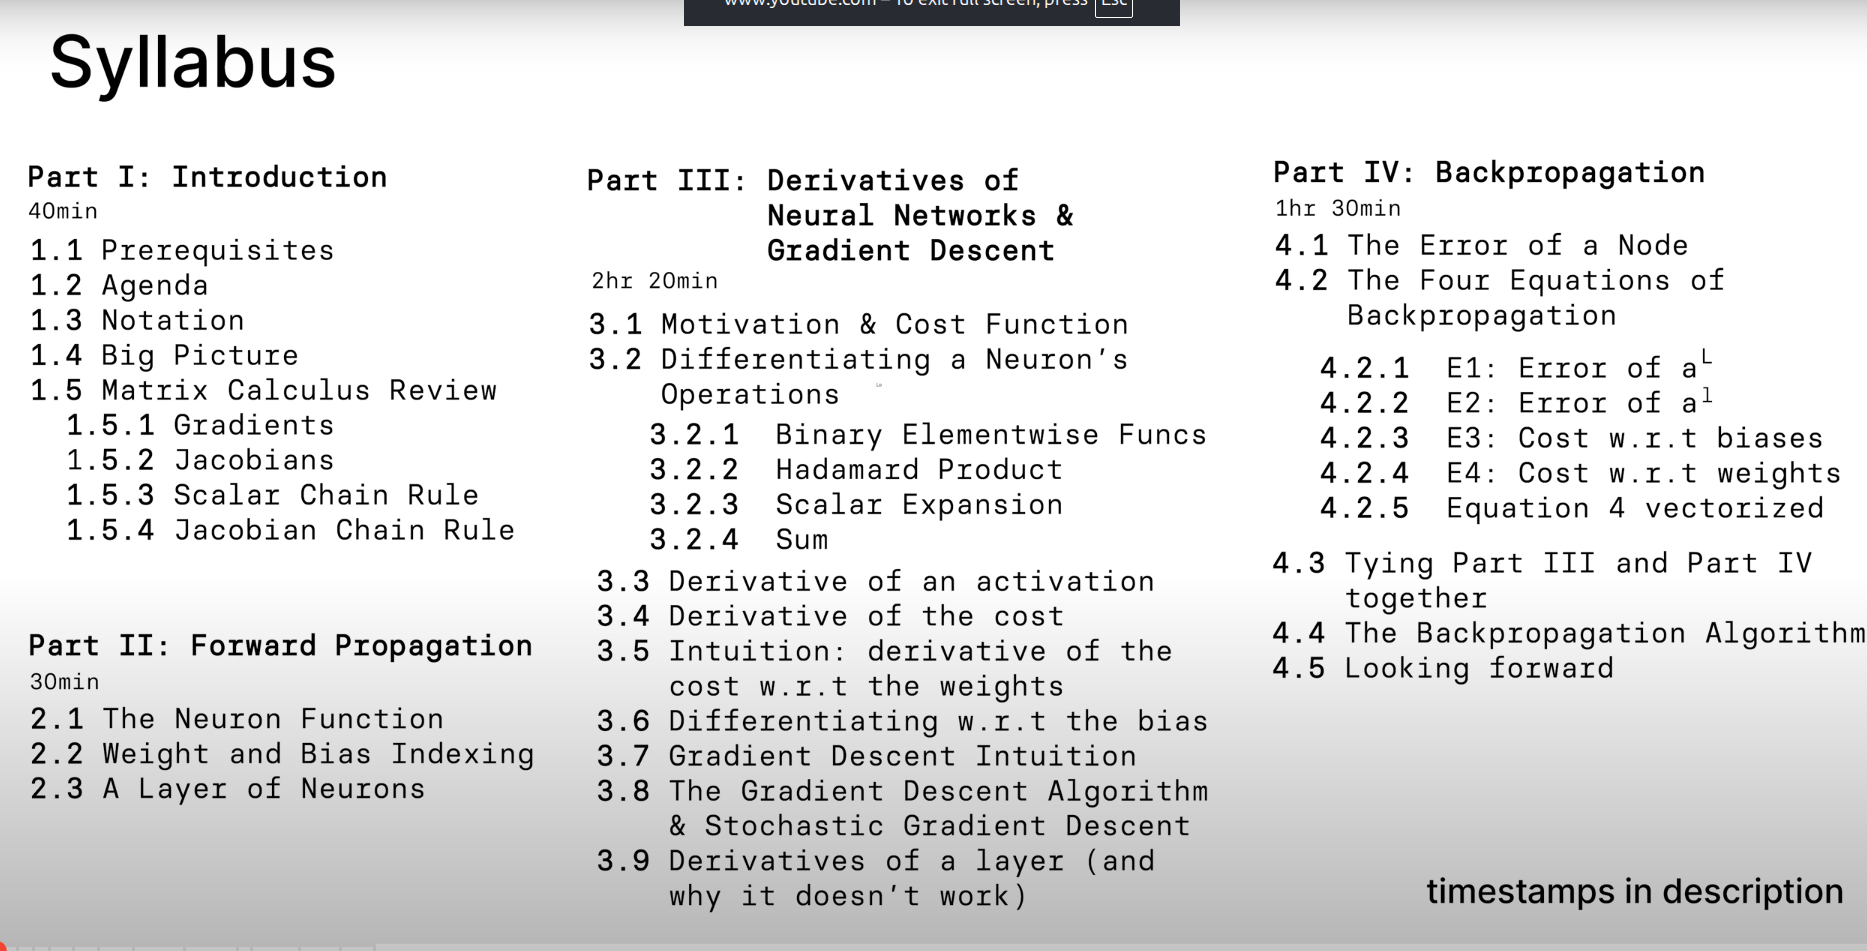 www.youtube.com – To exit full screen, press Esc
Syllabus
Part I: Introduction
40min
1.1 Prerequisites
1.2 Agenda
1.3 Notation
1.4 Big Picture
1.5 Matrix Calculus Review
1.5.1 Gradients
1.5.2 Jacobians
1.5.3 Scalar Chain Rule
1.5.4 Jacobian Chain Rule
Part II: Forward Propagation
30min
2.1 The Neuron Function
2.2 Weight and Bias Indexing
2.3 A Layer of Neurons
Part III: Derivatives of
Neural Networks &
Gradient Descent
2hr 20min
3.1 Motivation & Cost Function
3.2 Differentiating a Neuron's
Operations
3.2.1 Binary Elementwise Funcs
3.2.2 Hadamard Product
3.2.3 Scalar Expansion
3.2.4 Sum
3.3 Derivative of an activation
3.4 Derivative of the cost
3.5 Intuition: derivative of the
cost w.r.t the weights
3.6 Differentiating w.r.t the bias
3.7 Gradient Descent Intuition
3.8 The Gradient Descent Algorithm
& Stochastic Gradient Descent
3.9 Derivatives of a layer (and
why it doesn't work)
Part IV: Backpropagation
1hr 30min
4.1 The Error of a Node
4.2 The Four Equations of
Backpropagation
4.2.1 E1: Error of a^L
4.2.2 E2: Error of a^l
4.2.3 E3: Cost w.r.t biases
4.2.4 E4: Cost w.r.t weights
4.2.5 Equation 4 vectorized
4.3 Tying Part III and Part IV
together
4.4 The Backpropagation Algorithm
4.5 Looking forward
timestamps in description